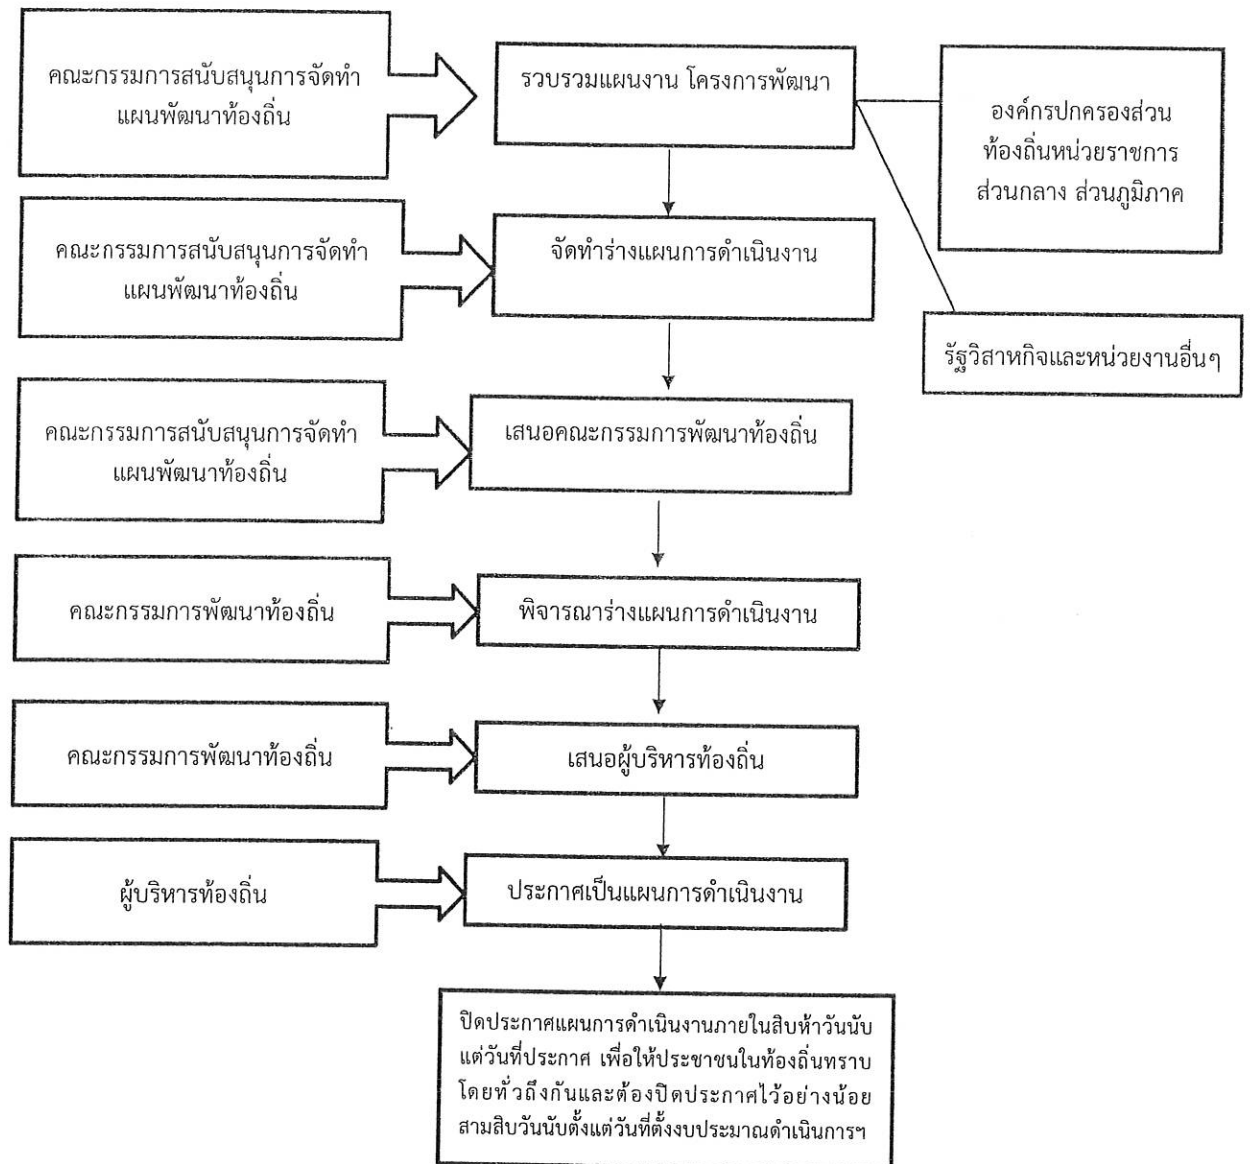 คณะกรรมการสนับสนุนการจัดทำ
แผนพัฒนาท้องถิ่น
รวบรวมแผนงาน โครงการพัฒนา
องค์กรปกครองส่วน
ท้องถิ่นหน่วยราชการ
ส่วนกลาง ส่วนภูมิภาค
คณะกรรมการสนับสนุนการจัดทำ
แผนพัฒนาท้องถิ่น
จัดทำร่างแผนการดำเนินงาน
รัฐวิสาหกิจและหน่วยงานอื่นๆ
คณะกรรมการสนับสนุนการจัดทำ
แผนพัฒนาท้องถิ่น
เสนอคณะกรรมการพัฒนาท้องถิ่น
คณะกรรมการพัฒนาท้องถิ่น
พิจารณาร่างแผนการดำเนินงาน
คณะกรรมการพัฒนาท้องถิ่น
เสนอผู้บริหารท้องถิ่น
ผู้บริหารท้องถิ่น
ประกาศเป็นแผนการดำเนินงาน
ปิดประกาศแผนการดำเนินงานภายในสิบห้าวันนับ
แต่วันที่ประกาศ เพื่อให้ประชาชนในท้องถิ่นทราบ
โดยทั่วถึงกันและต้องปิดประกาศไว้อย่างน้อย
สามสิบวันนับตั้งแต่วันที่ตั้งงบประมาณดำเนินการฯ